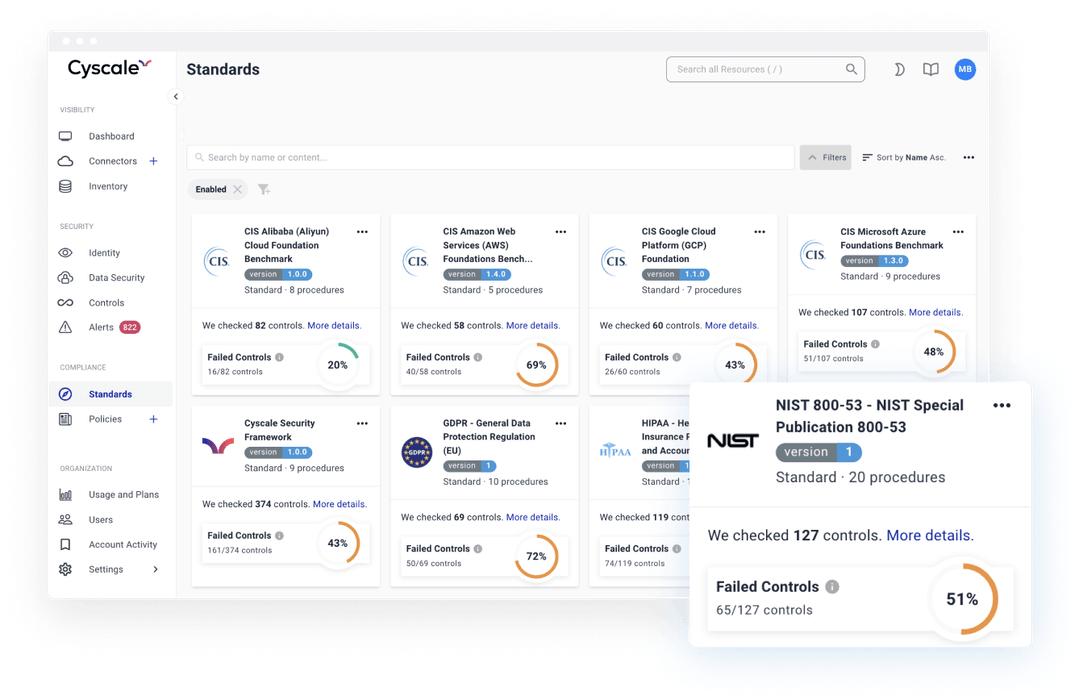 Cyscale
Standards
Search all Resources ( / )
MB
VISIBILITY
Dashboard
Connectors +
Inventory
SECURITY
Identity
Data Security
Controls
Alerts 822
COMPLIANCE
Standards
Policies +
ORGANIZATION
Usage and Plans
Users
Account Activity
Settings
Search by name or content...
Filters
Sort by Name Asc.
Enabled
CIS
CIS Alibaba (Aliyun)
Cloud Foundation
Benchmark
version 1.0.0
Standard · 8 procedures
We checked 82 controls. More details.
Failed Controls
16/82 controls
20%
CIS
CIS Amazon Web
Services (AWS)
Foundations Bench...
version 1.4.0
Standard · 5 procedures
We checked 58 controls. More details.
Failed Controls
40/58 controls
69%
CIS
CIS Google Cloud
Platform (GCP)
Foundation
version 1.1.0
Standard · 7 procedures
We checked 60 controls. More details.
Failed Controls
26/60 controls
43%
CIS
CIS Microsoft Azure
Foundations Benchmark
version 1.3.0
Standard · 9 procedures
We checked 107 controls. More details.
Failed Controls
51/107 controls
48%
Cyscale Security
Framework
version 1.0.0
Standard · 9 procedures
We checked 374 controls. More details.
Failed Controls
161/374 controls
43%
GDPR
GDPR - General Data
Protection Regulation
(EU)
version 1
Standard · 10 procedures
We checked 69 controls. More details.
Failed Controls
50/69 controls
72%
HIPAA
HIPAA - He
Insurance
and Accou
version
Standard ·
We checked 119 cont
Failed Controls
74/119 controls
NIST
NIST 800-53 - NIST Special
Publication 800-53
version 1
Standard · 20 procedures
We checked 127 controls. More details.
Failed Controls
65/127 controls
51%